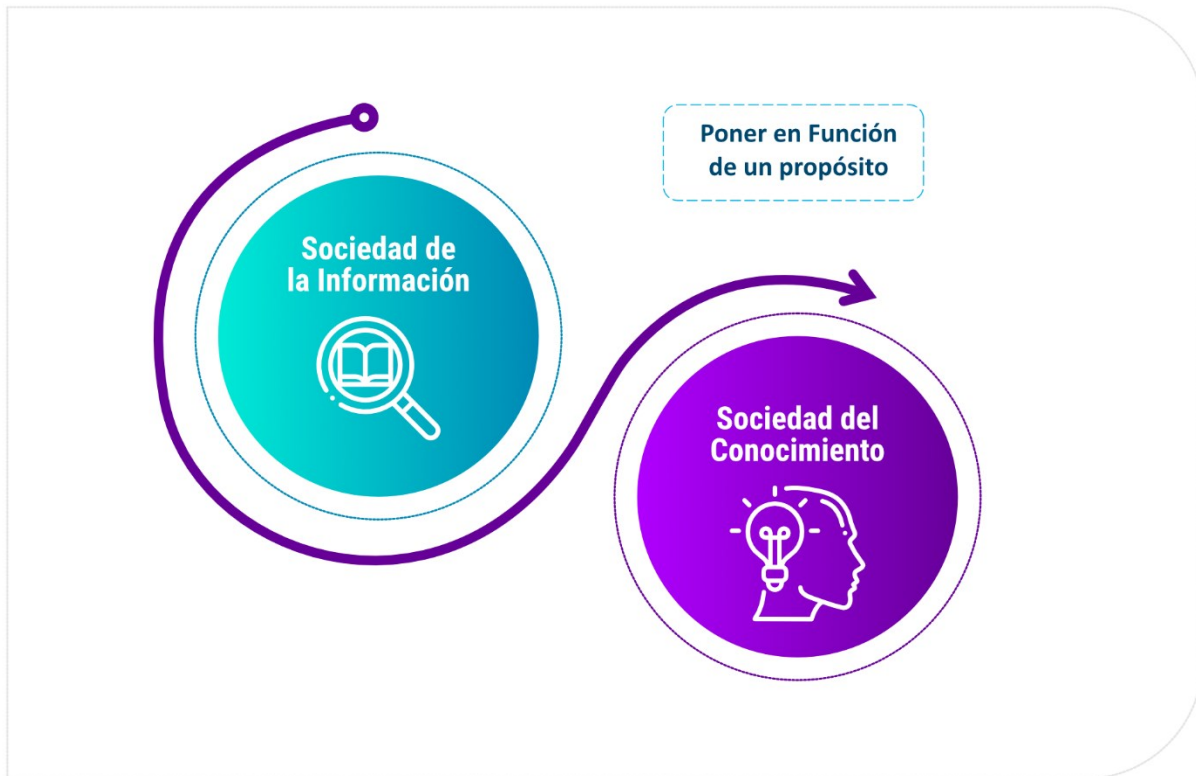 Poner en Función
de un propósito
Sociedad de
la Información
Sociedad del
Conocimiento